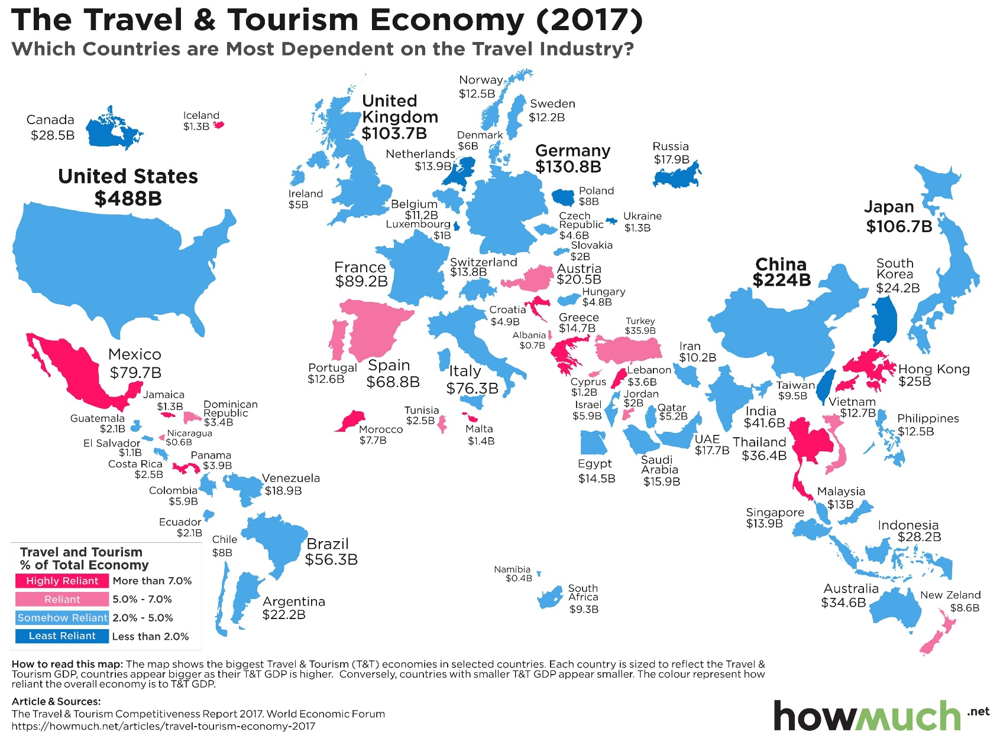 The Travel & Tourism Economy (2017)
Which Countries are Most Dependent on the Travel Industry?
Canada
$28.5B
Iceland
$1.3B
United States
$488B
Mexico
$79.7B
Jamaica
$1.3B
Dominican
Republic
$3.4B
Guatemala
$2.1B
Nicaragua
$0.6B
El Salvador
$1.1B
Costa Rica
$2.5B
Panama
$3.9B
Venezuela
$18.9B
Colombia
$5.9B
Ecuador
$2.1B
Chile
$8B
Brazil
$56.3B
Argentina
$22.2B
United
Kingdom
$103.7B
Ireland
$5B
Norway
$12.5B
Sweden
$12.2B
Denmark
$6B
Netherlands
$13.9B
Germany
$130.8B
Belgium
$11.2B
Luxembourg
$1B
Poland
$8B
Czech
Republic
$4.6B
Ukraine
$1.3B
Slovakia
$2B
Russia
$17.9B
France
$89.2B
Switzerland
$13.8B
Austria
$20.5B
Hungary
$4.8B
Croatia
$4.9B
Greece
$14.7B
Albania
$0.7B
Turkey
$35.9B
Portugal
$12.6B
Spain
$68.8B
Italy
$76.3B
Cyprus
$1.2B
Lebanon
$3.6B
Jordan
$2B
Israel
$5.9B
Qatar
$5.2B
Iran
$10.2B
Morocco
$7.7B
Tunisia
$2.5B
Malta
$1.4B
Egypt
$14.5B
Saudi
Arabia
$15.9B
UAE
$17.7B
Namibia
$0.4B
South
Africa
$9.3B
China
$224B
Japan
$106.7B
South
Korea
$24.2B
Hong Kong
$25B
Taiwan
$9.5B
Vietnam
$12.7B
India
$41.6B
Thailand
$36.4B
Philippines
$12.5B
Malaysia
$13B
Singapore
$13.9B
Indonesia
$28.2B
Australia
$34.6B
New Zeland
$8.6B
Travel and Tourism
% of Total Economy
Highly Reliant More than 7.0%
Reliant 5.0% - 7.0%
Somehow Reliant 2.0% - 5.0%
Least Reliant Less than 2.0%
How to read this map: The map shows the biggest Travel & Tourism (T&T) economies in selected countries. Each country is sized to reflect the Travel &
Tourism GDP, countries appear bigger as their T&T GDP is higher. Conversely, countries with smaller T&T GDP appear smaller. The colour represent how
reliant the overall economy is to T&T GDP.
Article & Sources:
The Travel & Tourism Competitiveness Report 2017. World Economic Forum
https://howmuch.net/articles/travel-tourism-economy-2017
howmuch.net